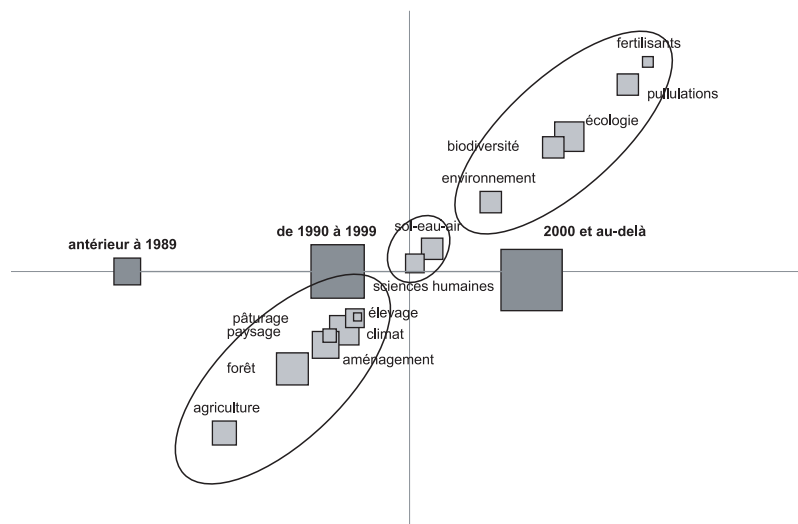 fertilisants
pullulations
écologie
biodiversité
environnement
sol-eau-air
antérieur à 1989
de 1990 à 1999
2000 et au-delà
sciences humaines
élevage
pâturage
paysage
climat
aménagement
forêt
agriculture